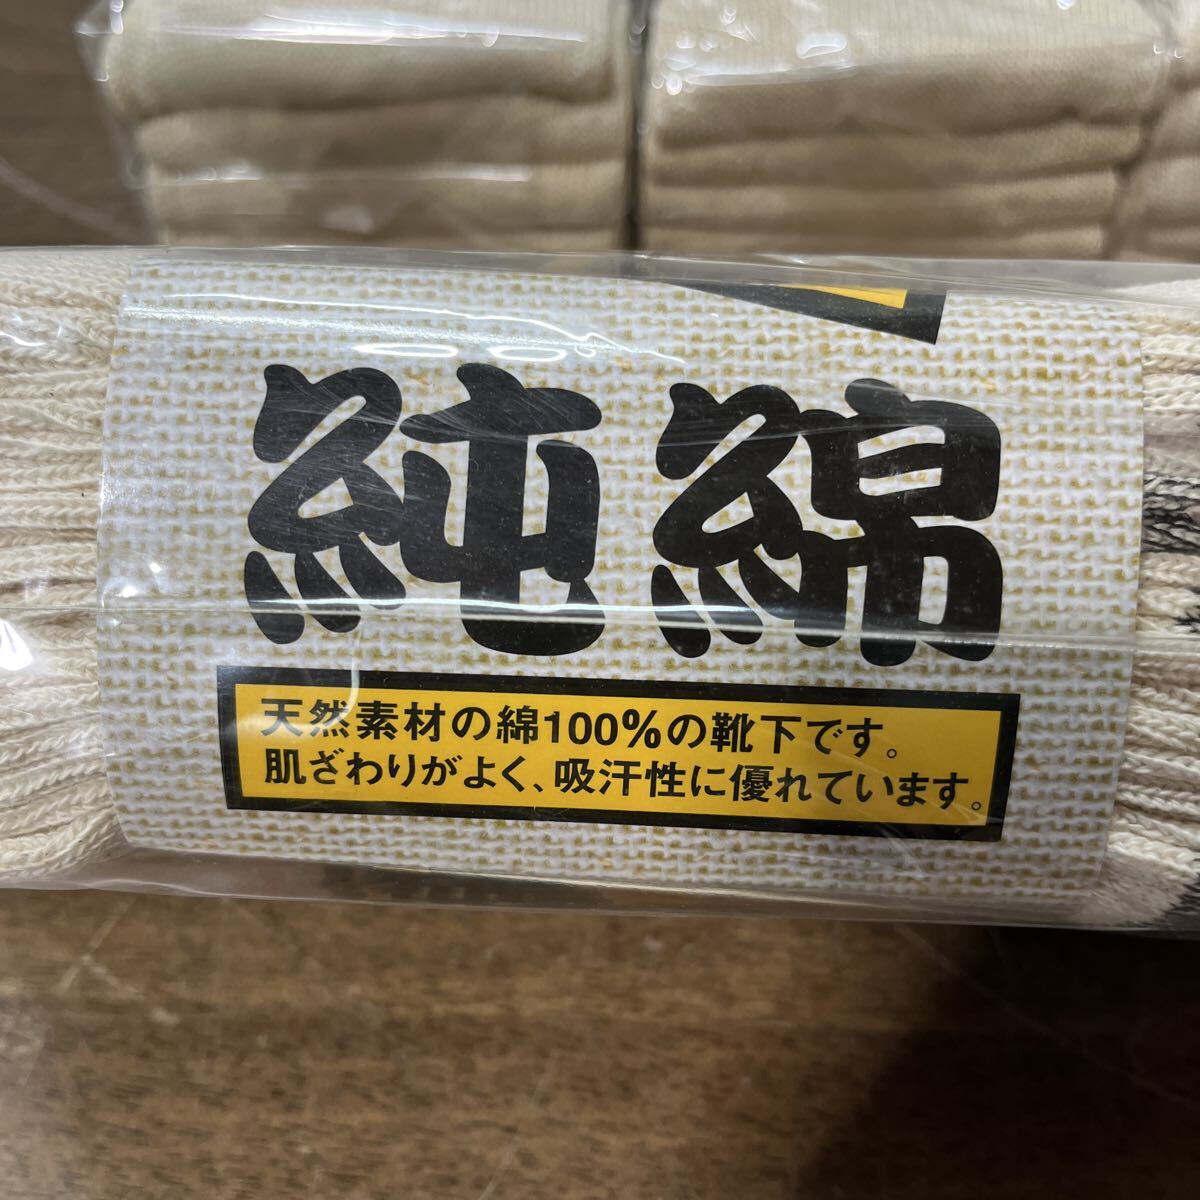 純綿
天然素材の綿100%の靴下です。
肌ざわりがよく、吸汗性に優れています。